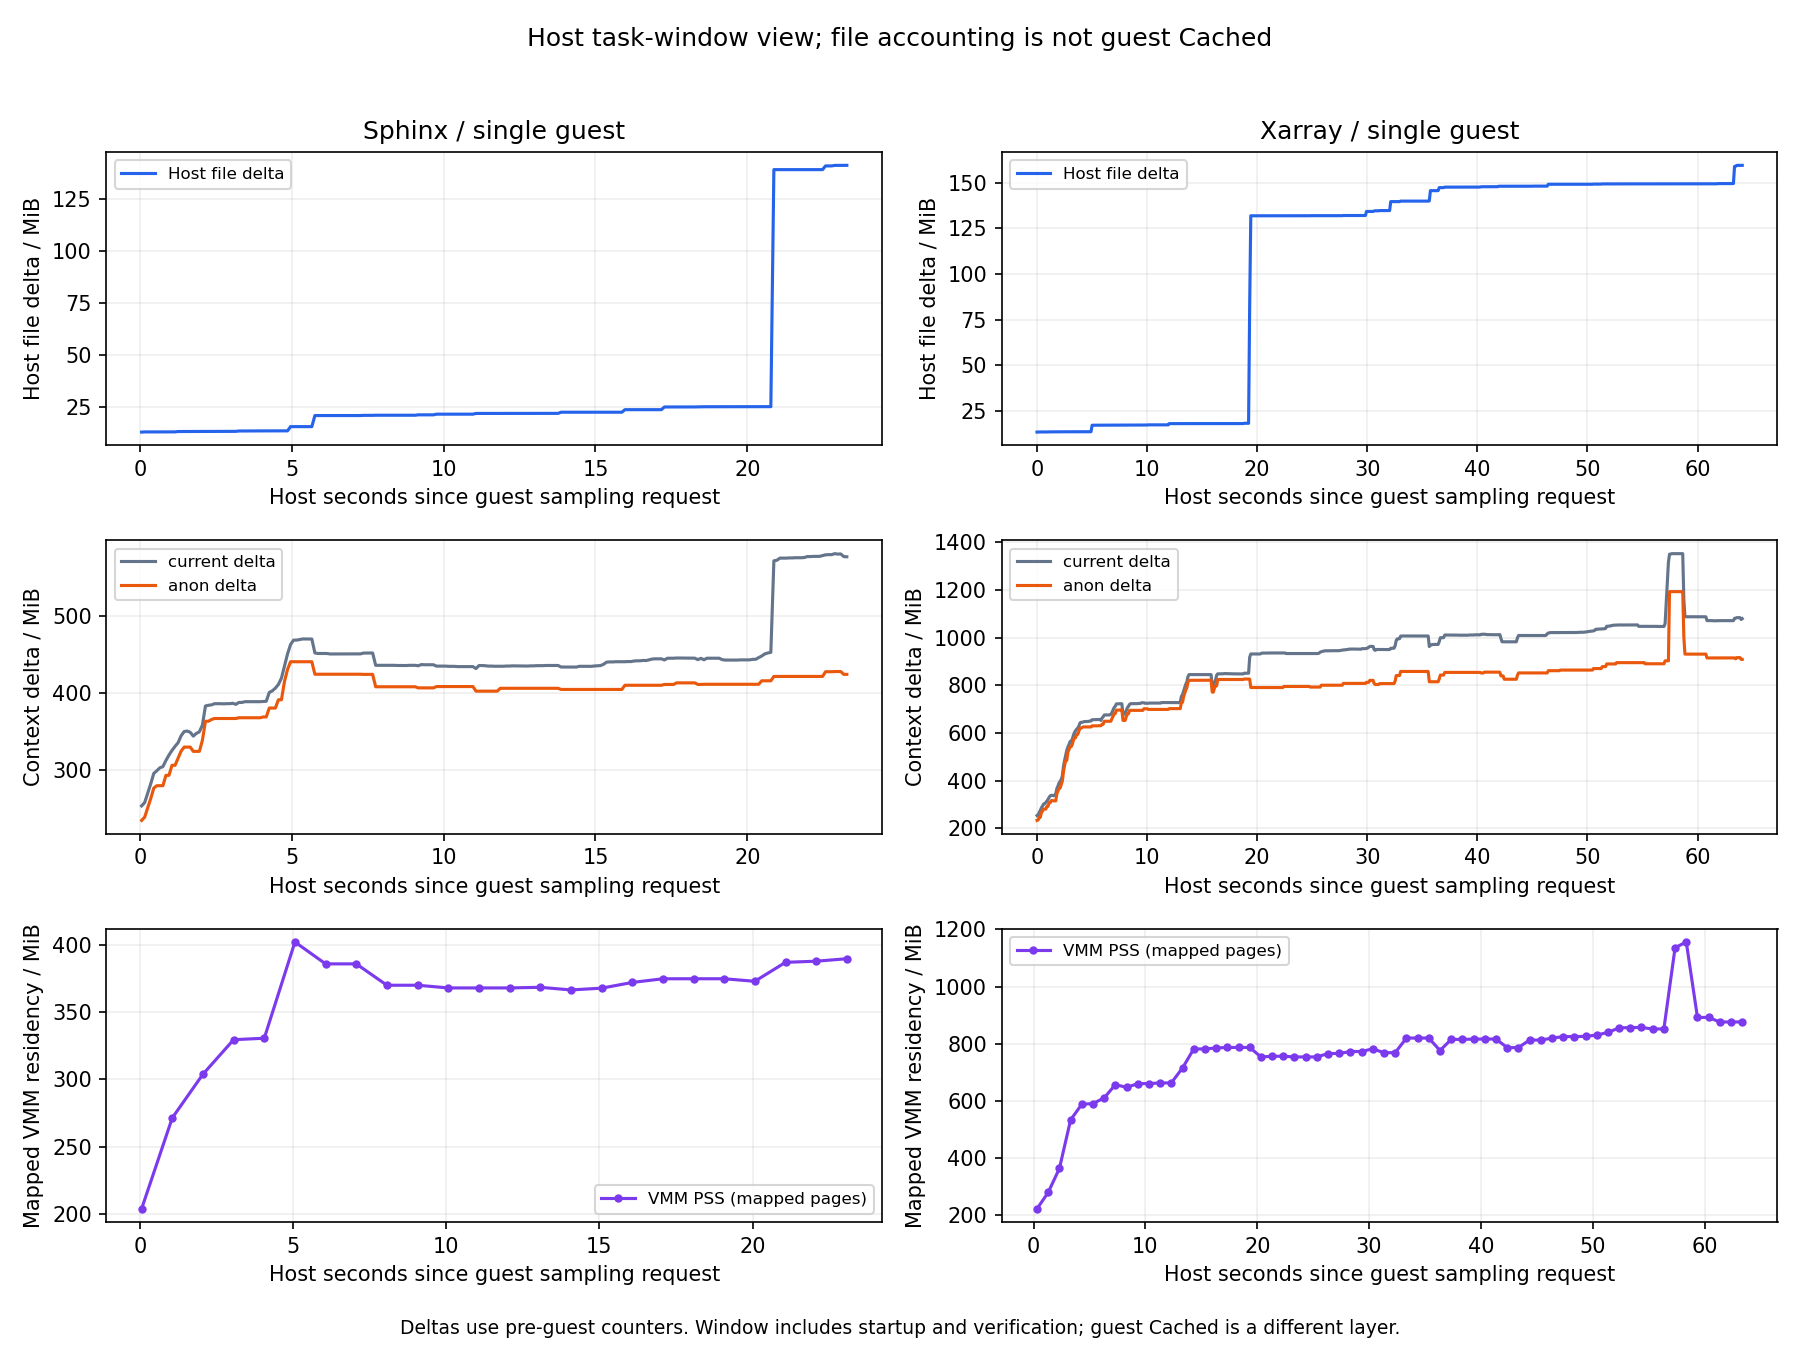 Host task-window view; file accounting is not guest Cached
Sphinx / single guest
Host file delta / MiB
125
100
75
50
25
Host file delta
0 5 10 15 20
Host seconds since guest sampling request
Xarray / single guest
Host file delta / MiB
150
125
100
75
50
25
Host file delta
0 10 20 30 40 50 60
Host seconds since guest sampling request
Context delta / MiB
500
400
300
current delta
anon delta
0 5 10 15 20
Host seconds since guest sampling request
Context delta / MiB
1400
1200
1000
800
600
400
200
current delta
anon delta
0 10 20 30 40 50 60
Host seconds since guest sampling request
Mapped VMM residency / MiB
400
350
300
250
200
VMM PSS (mapped pages)
0 5 10 15 20
Host seconds since guest sampling request
Mapped VMM residency / MiB
1200
1000
800
600
400
200
VMM PSS (mapped pages)
0 10 20 30 40 50 60
Host seconds since guest sampling request
Deltas use pre-guest counters. Window includes startup and verification; guest Cached is a different layer.